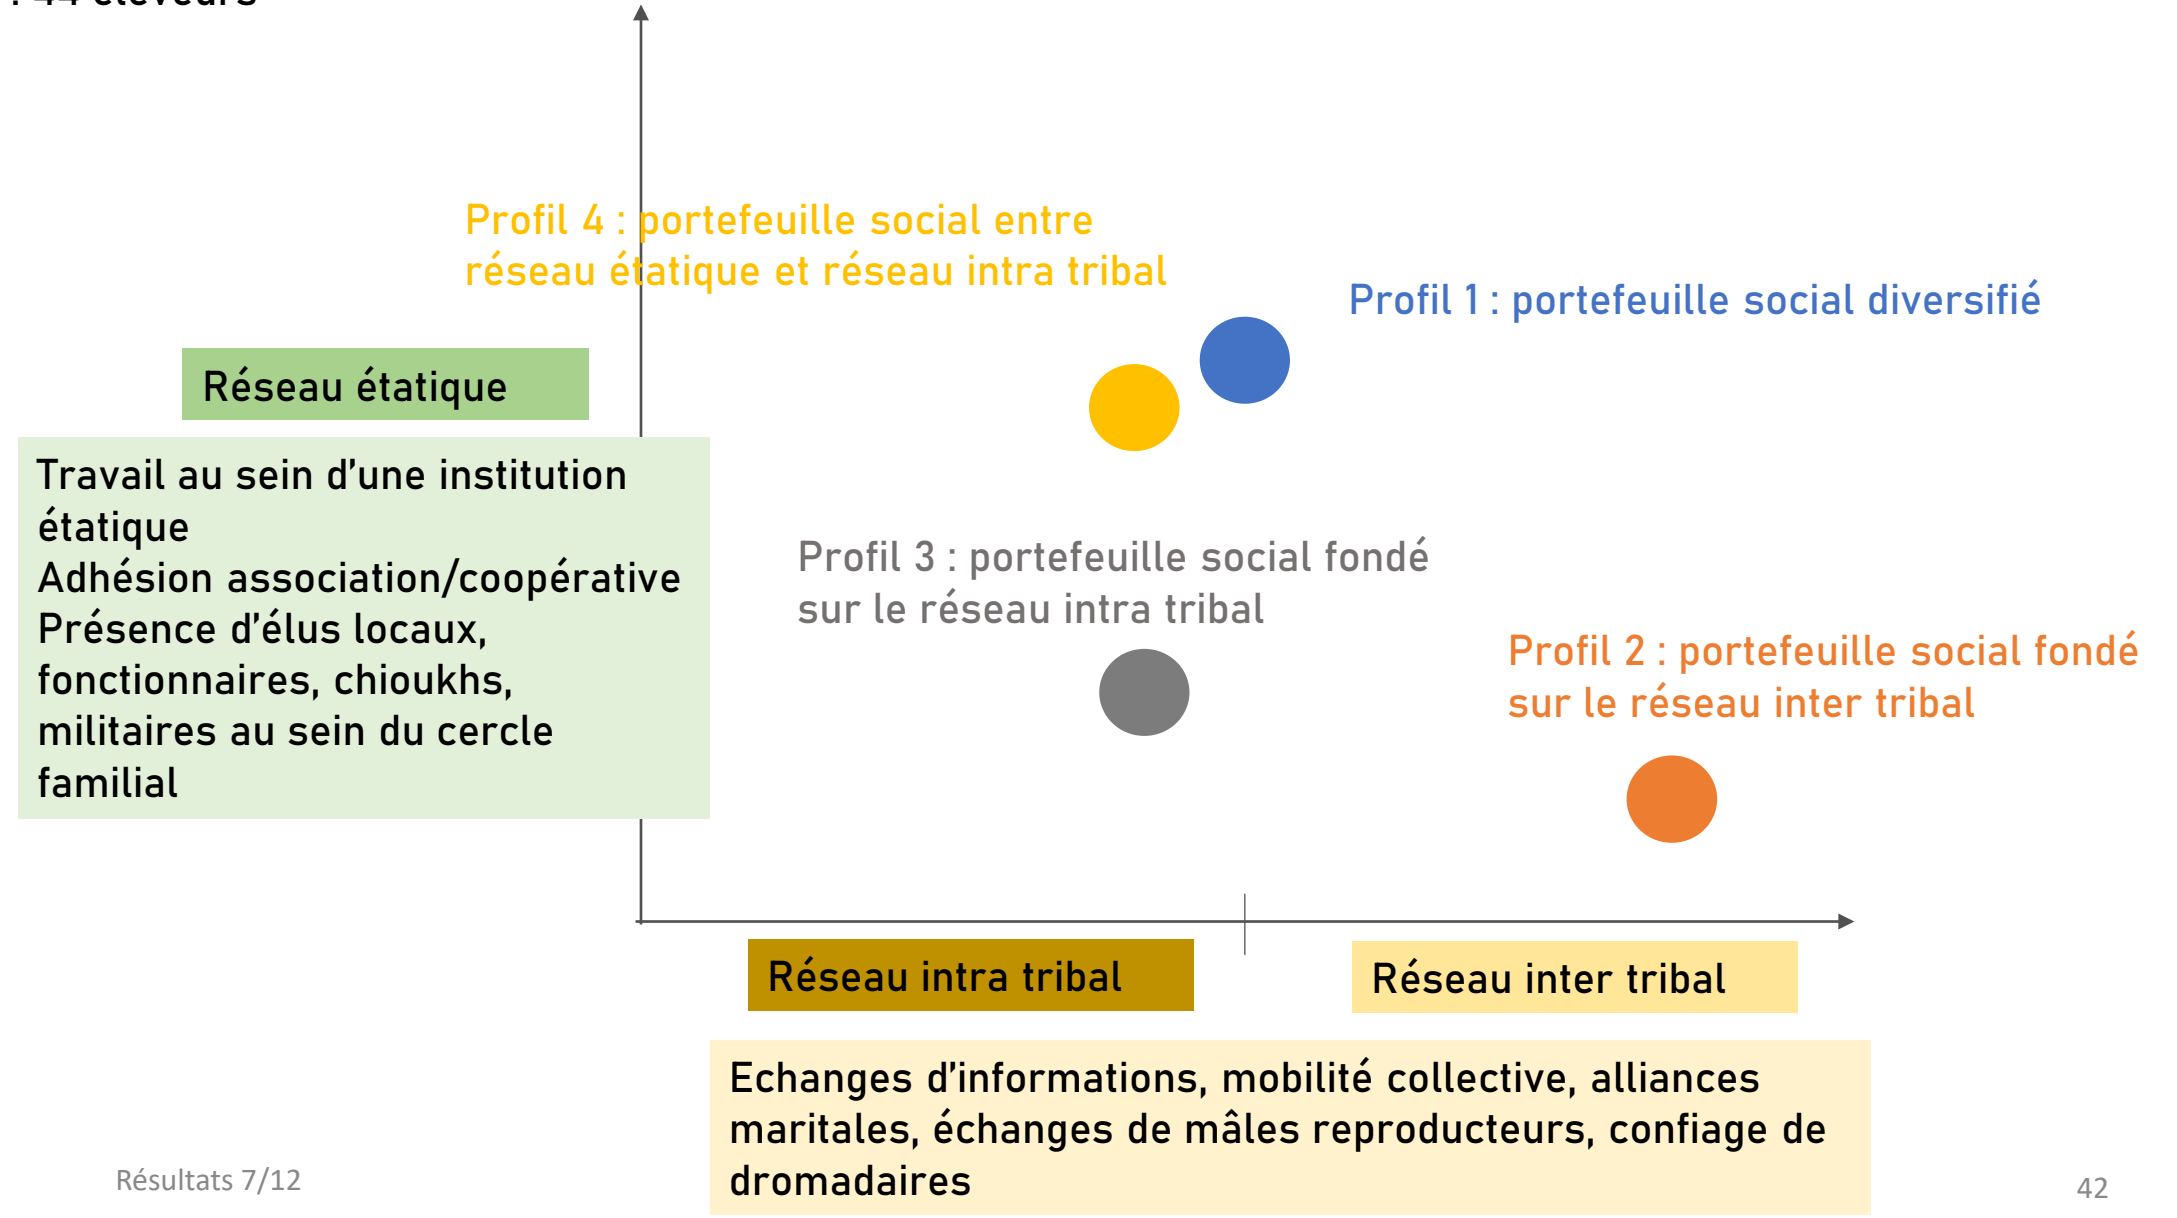 : 44 éleveurs
Profil 4 : portefeuille social entre
réseau étatique et réseau intra tribal
Profil 1 : portefeuille social diversifié
Réseau étatique
Travail au sein d’une institution
étatique
Adhésion association/coopérative
Présence d’élus locaux,
fonctionnaires, chioukhs,
militaires au sein du cercle
familial
Profil 3 : portefeuille social fondé
sur le réseau intra tribal
Profil 2 : portefeuille social fondé
sur le réseau inter tribal
Réseau intra tribal
Réseau inter tribal
Echanges d’informations, mobilité collective, alliances
maritales, échanges de mâles reproducteurs, confiage de
dromadaires
Résultats 7/12
42